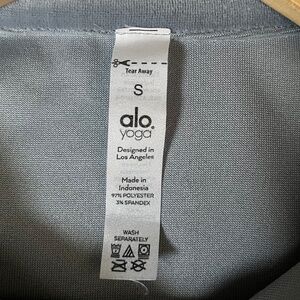 Tear Away
S
alo
yoga
Designed in
Los Angeles
Made in
Indonesia
97% POLYESTER
3% SPANDEX
WASH
SEPARATELY